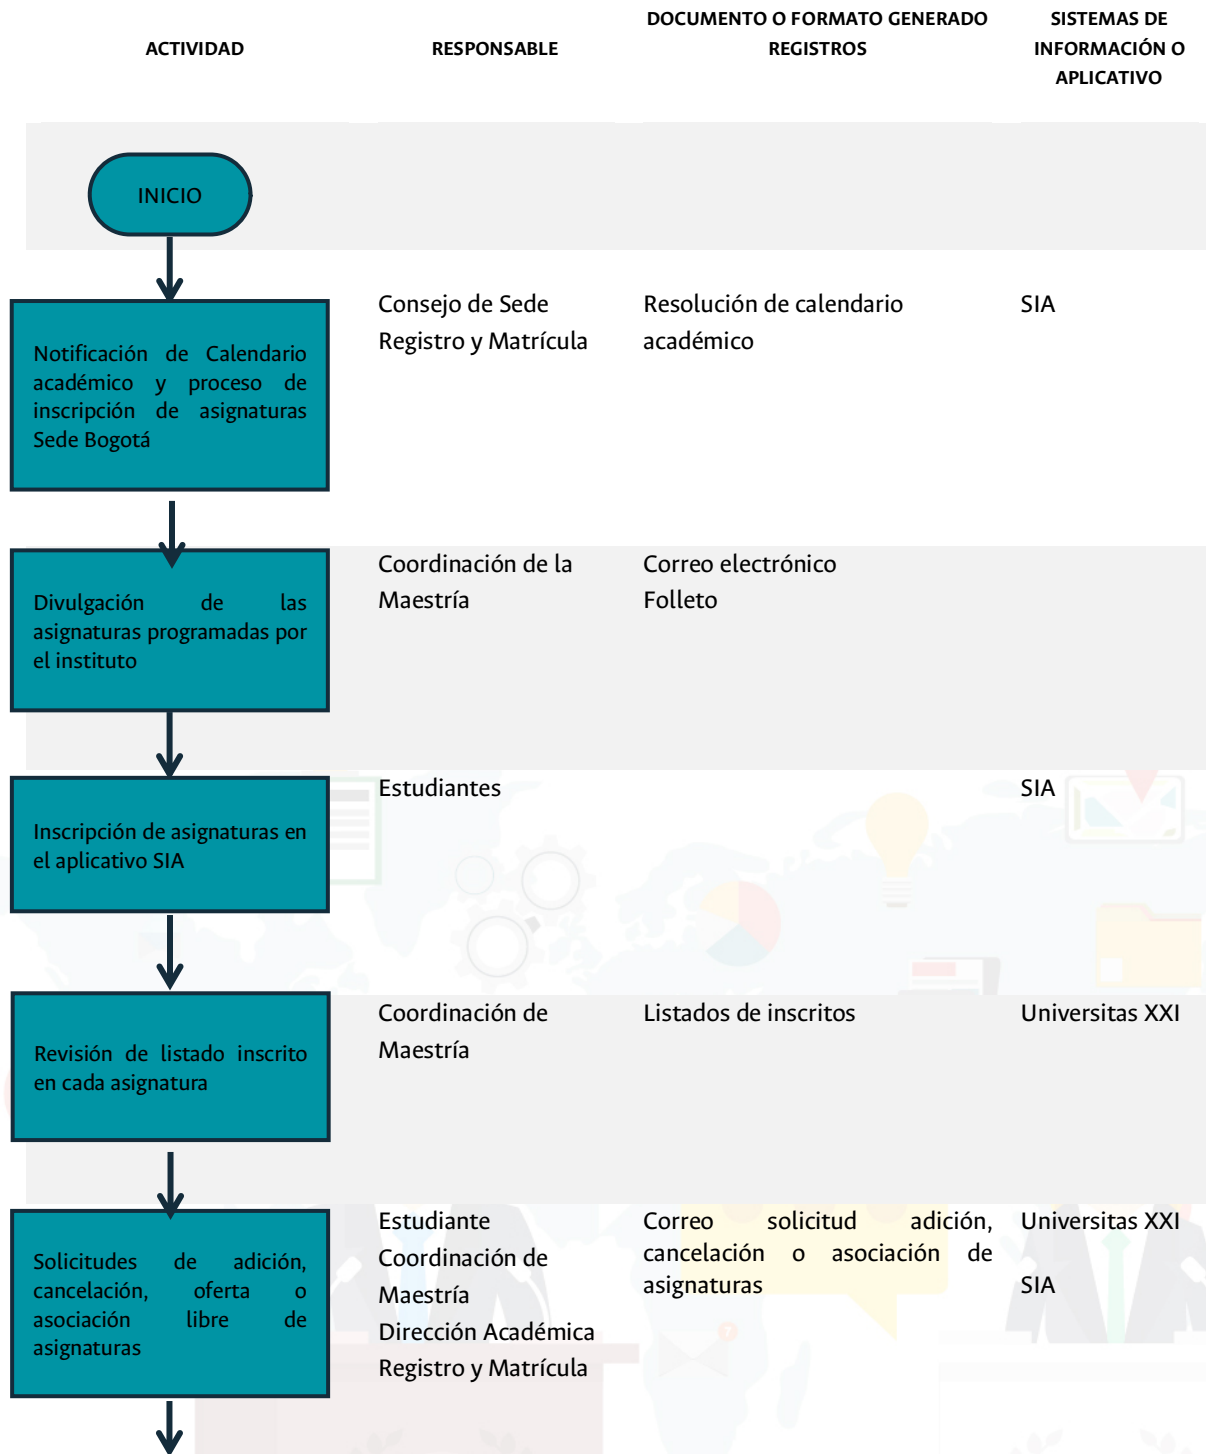 ACTIVIDAD
RESPONSABLE
DOCUMENTO O FORMATO GENERADO
REGISTROS
SISTEMAS DE
INFORMACIÓN O
APLICATIVO
INICIO
Notificación de Calendario
académico y proceso de
inscripción de asignaturas
Sede Bogotá
Consejo de Sede
Registro y Matrícula
Resolución de calendario
académico
SIA
Divulgación de las
asignaturas programadas por
el instituto
Coordinación de la
Maestría
Correo electrónico
Folleto
Inscripción de asignaturas en
el aplicativo SIA
Estudiantes
SIA
Revisión de listado inscrito
en cada asignatura
Coordinación de
Maestría
Listados de inscritos
Universitas XXI
Solicitudes de adición,
cancelación, oferta o
asociación libre de
asignaturas
Estudiante
Coordinación de
Maestría
Dirección Académica
Registro y Matrícula
Correo solicitud adición,
cancelación o asociación de
asignaturas
Universitas XXI
SIA